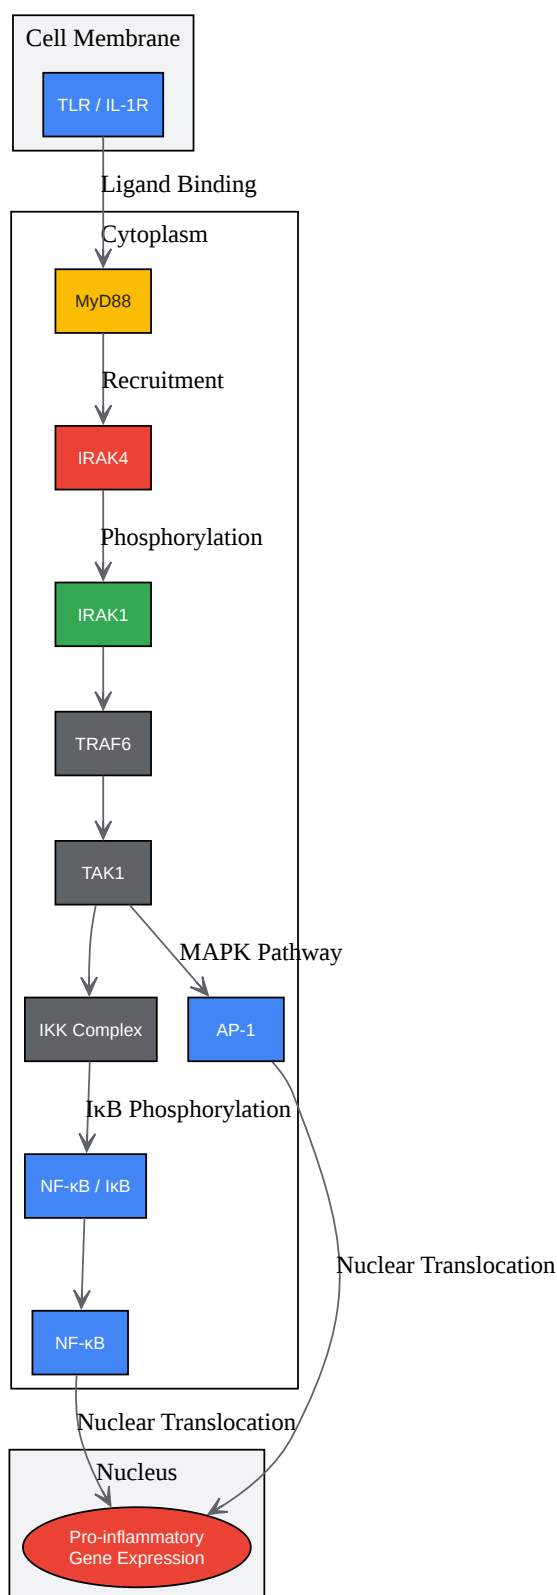 Cell Membrane
TLR / IL-1R
Ligand Binding
Cytoplasm
MyD88
Recruitment
IRAK4
Phosphorylation
IRAK1
TRAF6
TAK1
MAPK Pathway
IKK Complex
AP-1
IκB Phosphorylation
NF-κB / IκB
Nuclear Translocation
NF-κB
Nuclear Translocation
Nucleus
Pro-inflammatory
Gene Expression